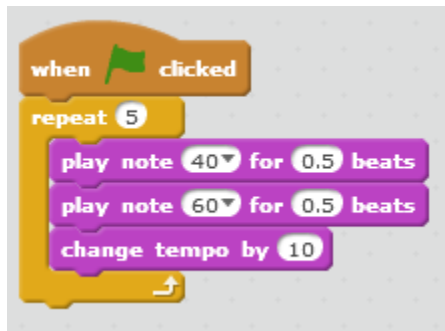 when clicked
repeat 5
play note 40 for 0.5 beats
play note 60 for 0.5 beats
change tempo by 10